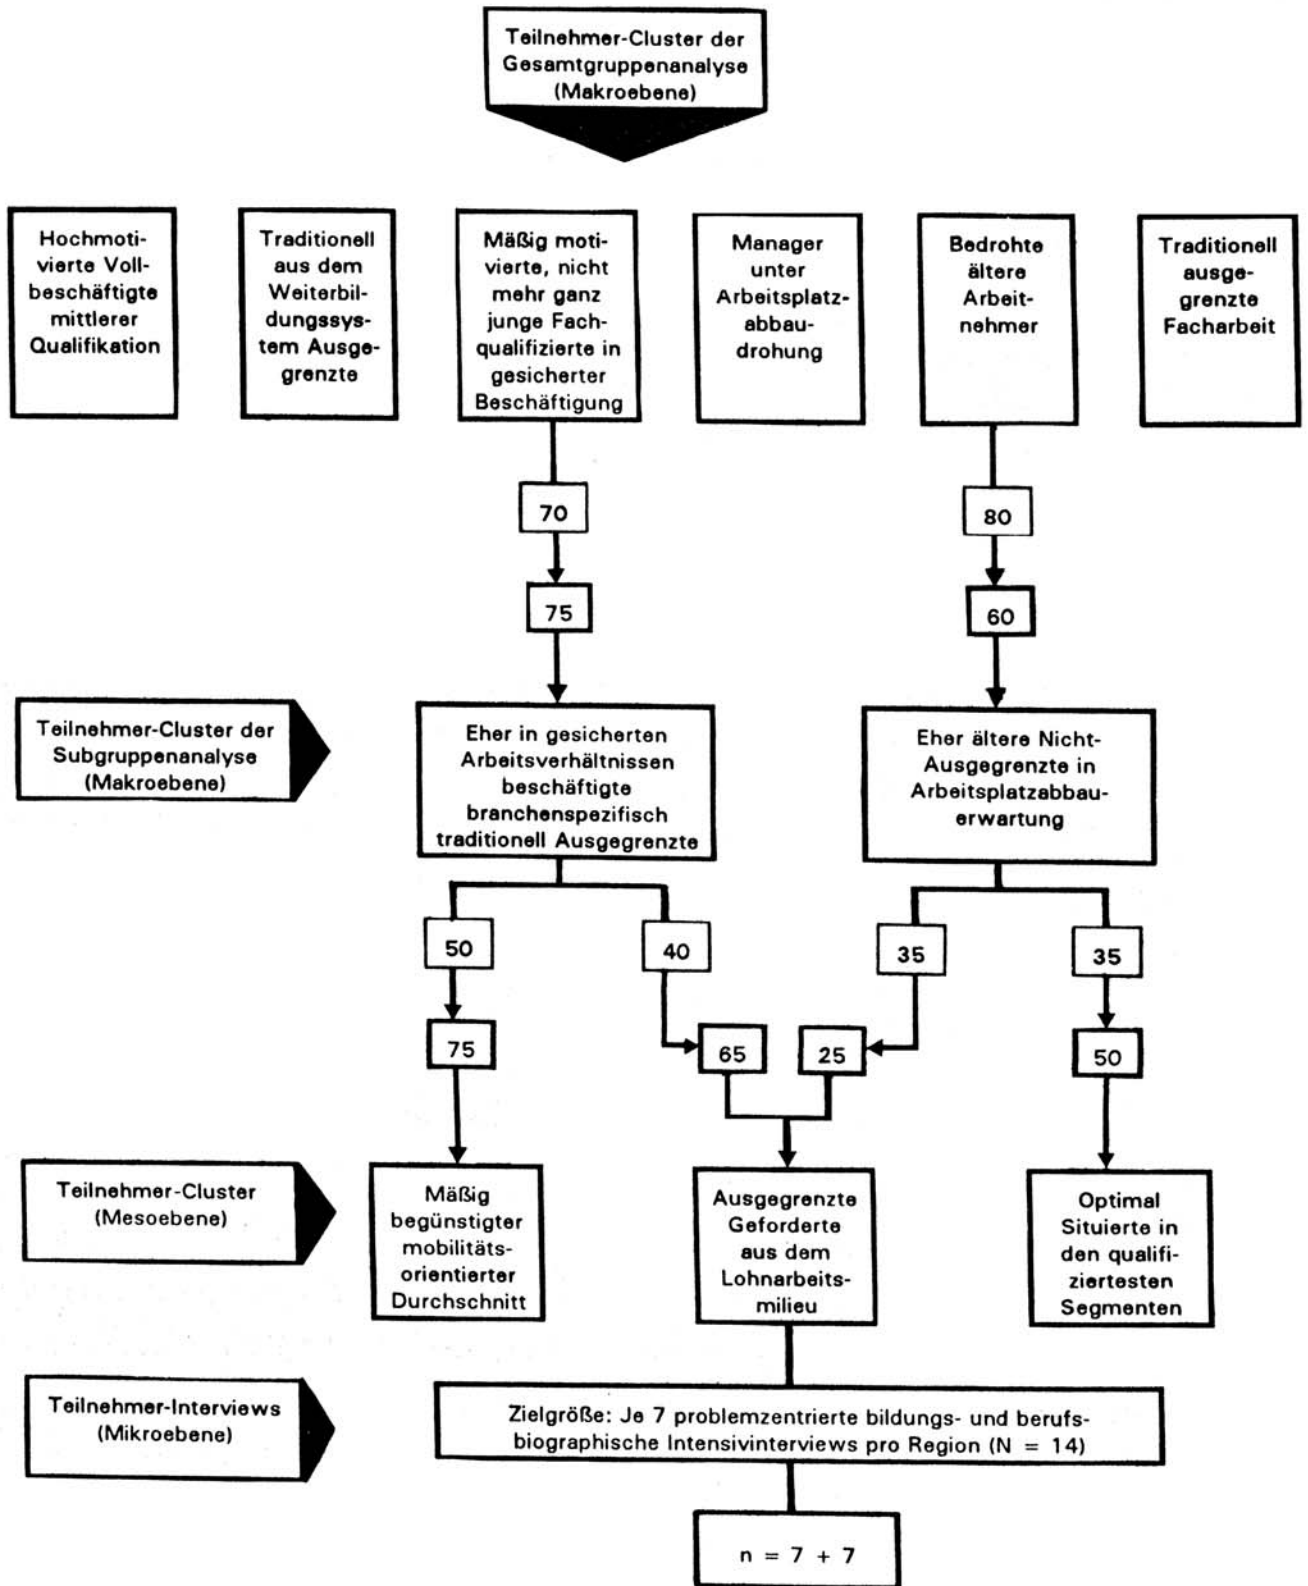 Teilnehmer-Cluster der
Gesamtgruppenanalyse
(Makroebene)
Hochmoti-
vierte Voll-
beschäftigte
mittlerer
Qualifikation
Traditionell
aus dem
Weiterbil-
dungssys-
tem Ausge-
grenzte
Mäßig moti-
vierte, nicht
mehr ganz
junge Fach-
qualifizierte in
gesicherter
Beschäftigung
Manager
unter
Arbeitsplatz-
abbau-
drohung
Bedrohte
ältere
Arbeit-
nehmer
Traditionell
ausge-
grenzte
Facharbeit
70
80
75
60
Teilnehmer-Cluster der
Subgruppenanalyse
(Makroebene)
Eher in gesicherten
Arbeitsverhältnissen
beschäftigte
branchenspezifisch
traditionell Ausgegrenzte
Eher ältere Nicht-
Ausgegrenzte in
Arbeitsplatzabbau-
erwartung
50
40
35
35
75
65
25
50
Teilnehmer-Cluster
(Mesoebene)
Mäßig
begünstigter
mobilitäts-
orientierter
Durchschnitt
Ausgegrenzte
Geforderte
aus dem
Lohnarbeits-
milieu
Optimal
Situierte in
den qualifi-
ziertesten
Segmenten
Teilnehmer-Interviews
(Mikroebene)
Zielgröße: Je 7 problemzentrierte bildungs- und berufs-
biographische Intensivinterviews pro Region (N = 14)
n = 7 + 7